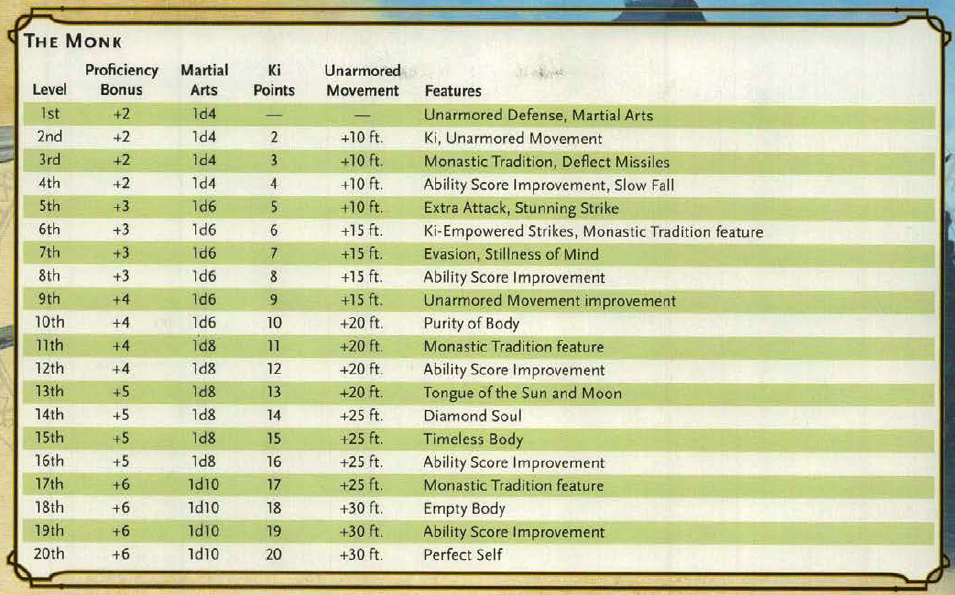 THE MONK
Proficiency Martial Ki Unarmored
Level Bonus Arts Points Movement Features
1st +2 1d4 — — Unarmored Defense, Martial Arts
2nd +2 1d4 2 +10 ft. Ki, Unarmored Movement
3rd +2 1d4 3 +10 ft. Monastic Tradition, Deflect Missiles
4th +2 1d4 4 +10 ft. Ability Score Improvement, Slow Fall
5th +3 1d6 5 +10 ft. Extra Attack, Stunning Strike
6th +3 1d6 6 +15 ft. Ki-Empowered Strikes, Monastic Tradition feature
7th +3 1d6 7 +15 ft. Evasion, Stillness of Mind
8th +3 1d6 8 +15 ft. Ability Score Improvement
9th +4 1d6 9 +15 ft. Unarmored Movement improvement
10th +4 1d6 10 +20 ft. Purity of Body
11th +4 1d8 11 +20 ft. Monastic Tradition feature
12th +4 1d8 12 +20 ft. Ability Score Improvement
13th +5 1d8 13 +20 ft. Tongue of the Sun and Moon
14th +5 1d8 14 +25 ft. Diamond Soul
15th +5 1d8 15 +25 ft. Timeless Body
16th +5 1d8 16 +25 ft. Ability Score Improvement
17th +6 1d10 17 +25 ft. Monastic Tradition feature
18th +6 1d10 18 +30 ft. Empty Body
19th +6 1d10 19 +30 ft. Ability Score Improvement
20th +6 1d10 20 +30 ft. Perfect Self